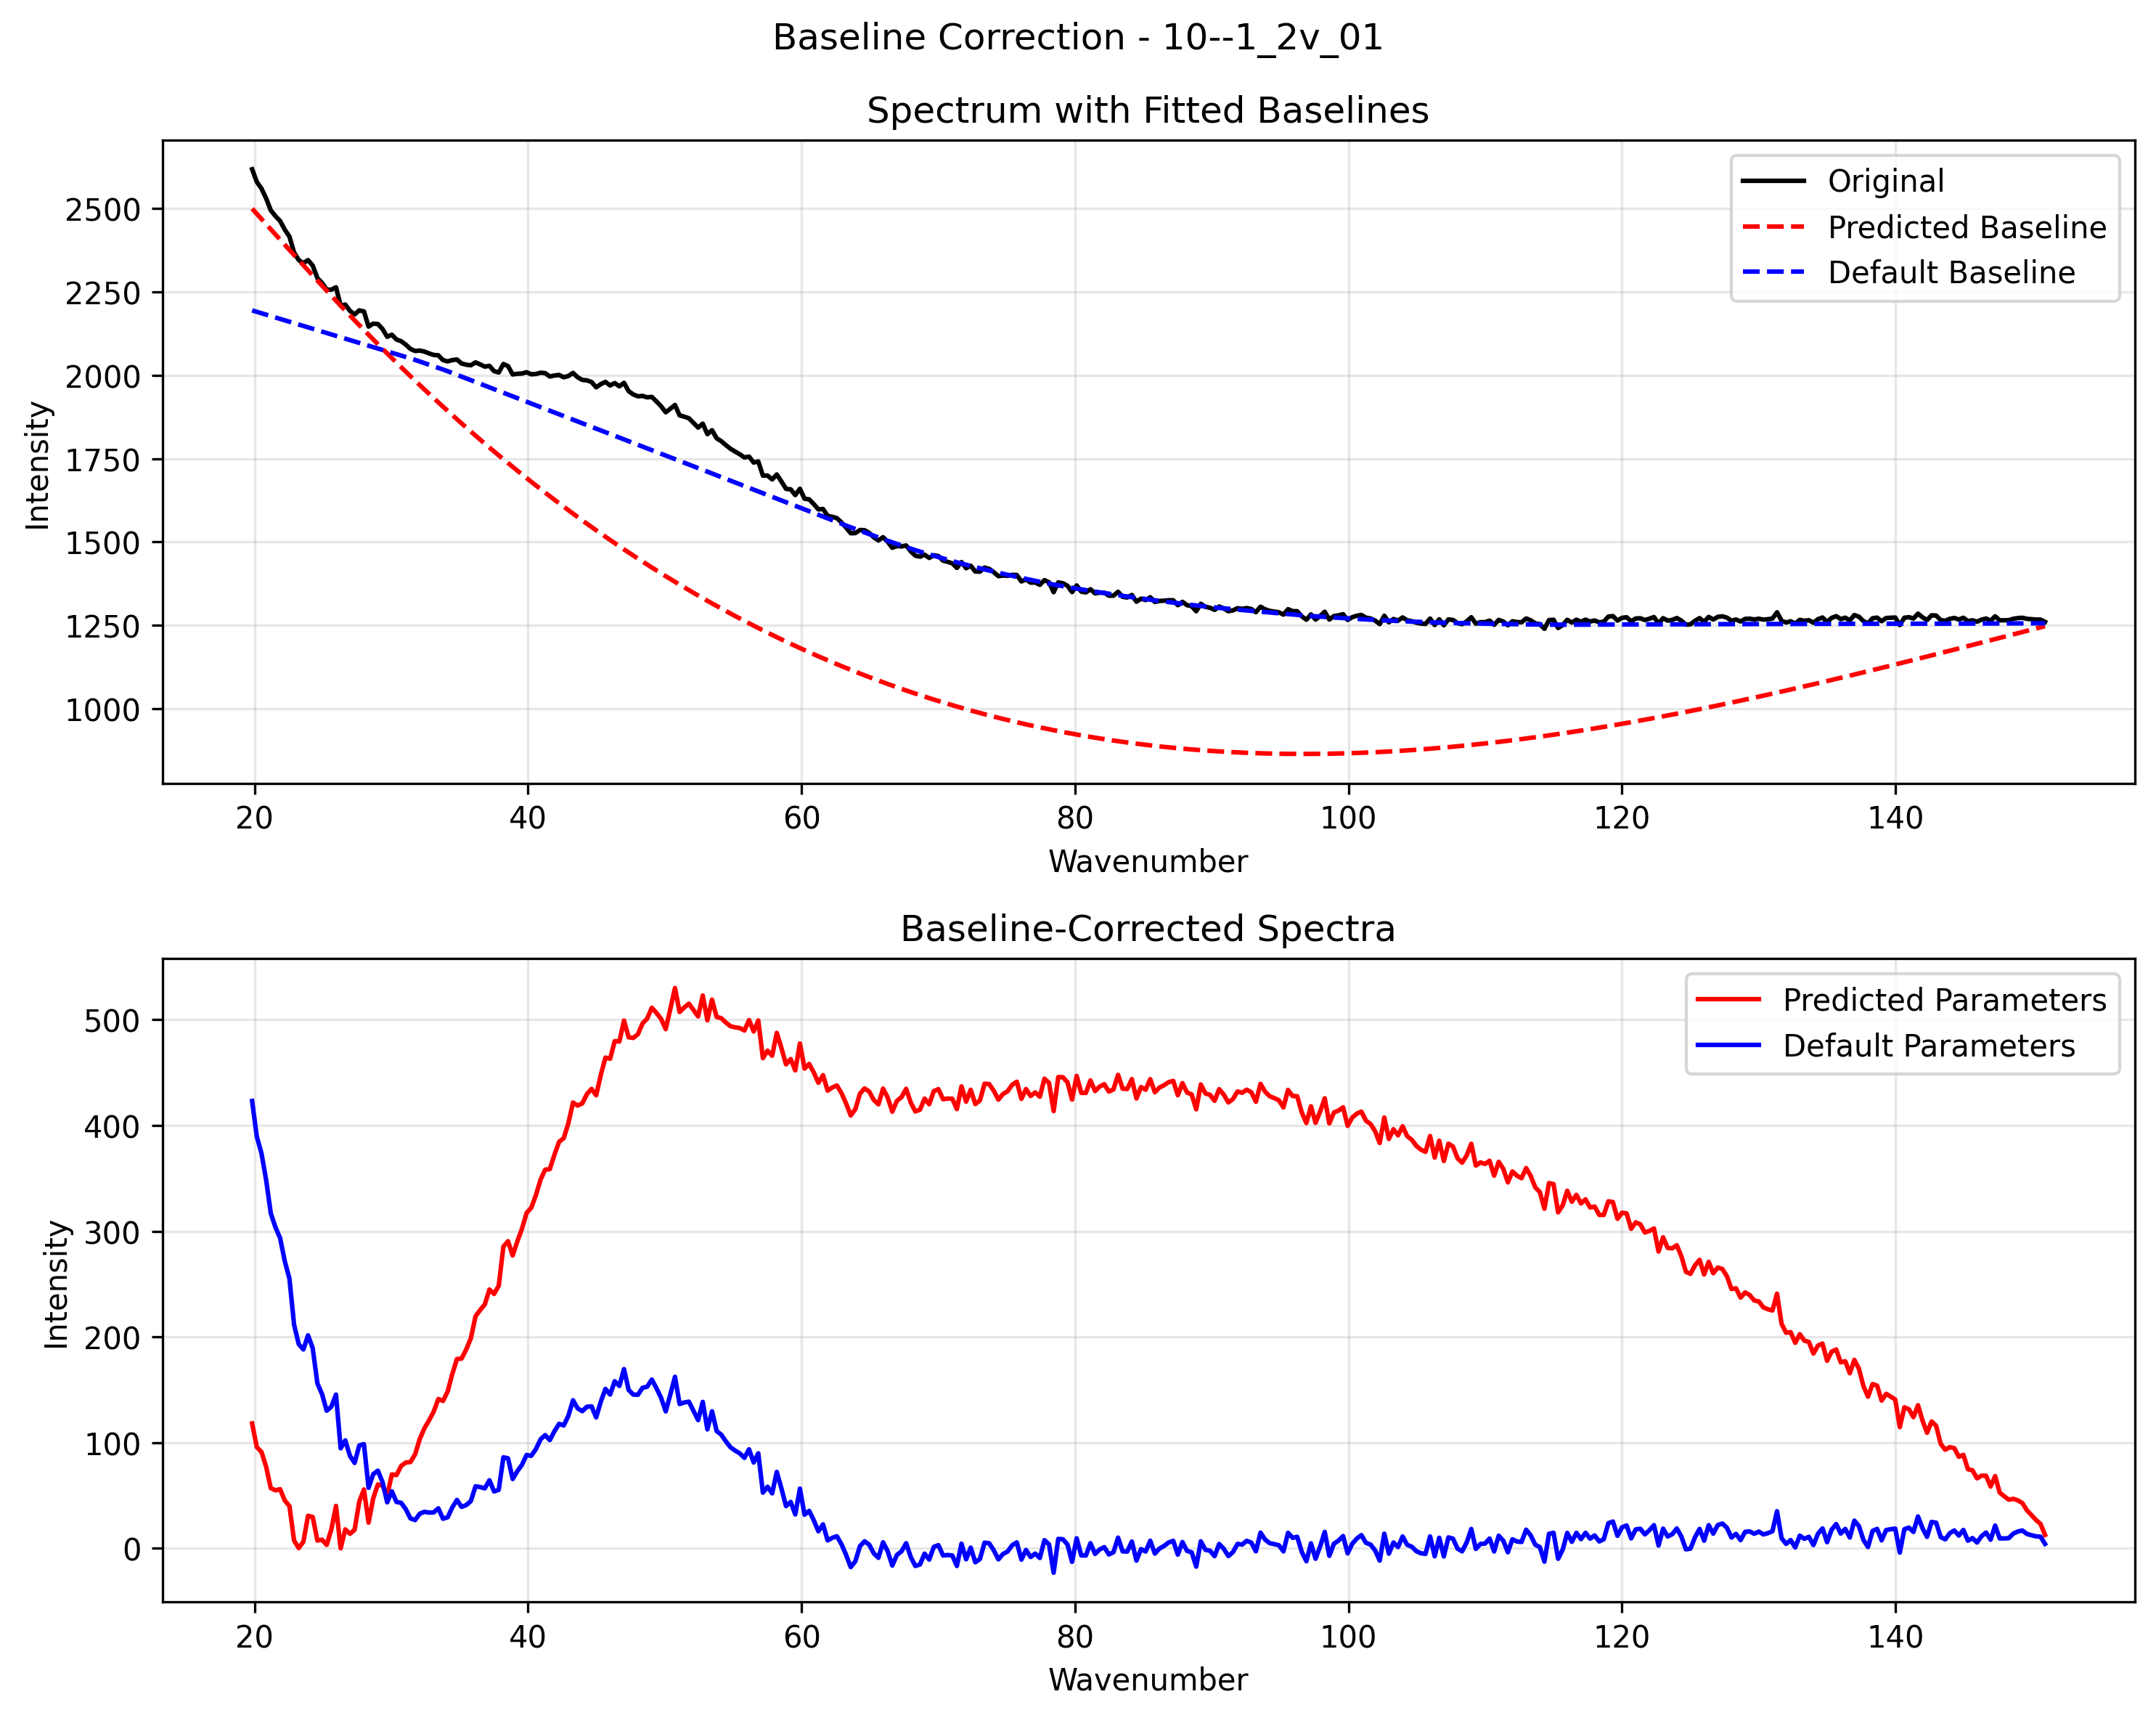 Baseline Correction - 10--1_2v_01
Spectrum with Fitted Baselines
Original
Predicted Baseline
Default Baseline
2500
2250
2000
1750
1500
1250
1000
Intensity
20 40 60 80 100 120 140
Wavenumber
Baseline-Corrected Spectra
Predicted Parameters
Default Parameters
500
400
300
200
100
0
Intensity
20 40 60 80 100 120 140
Wavenumber